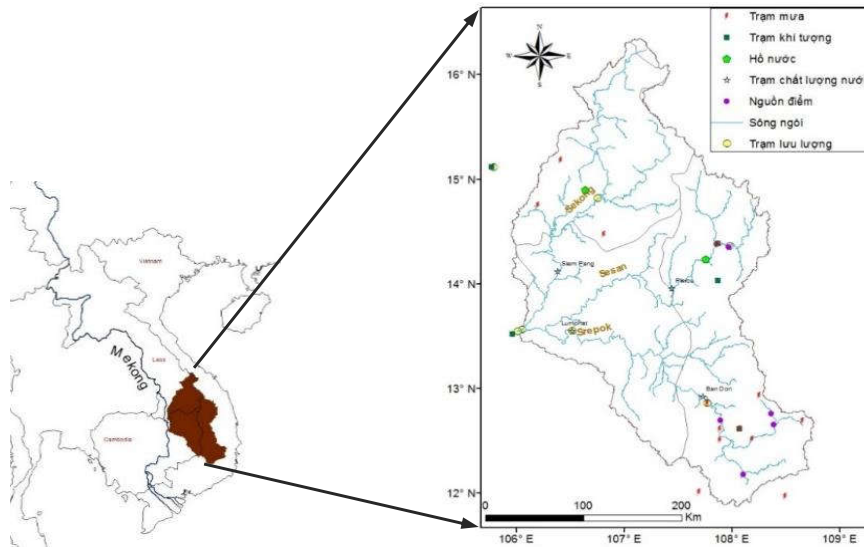 Vietnam
Laos
Mekong
Cambodia
N
W
E
S
Trạm mưa
Trạm khí tượng
Hồ nước
Trạm chất lượng nước
Nguồn điểm
Sông ngòi
Trạm lưu lượng
16° N
15° N
14° N
13° N
12° N
Sekong
Siem Pang
Sesan
Pleicu
Lumphat
Srepok
Ban Don
0
100
200
Km
106° E
107° E
108° E
109° E